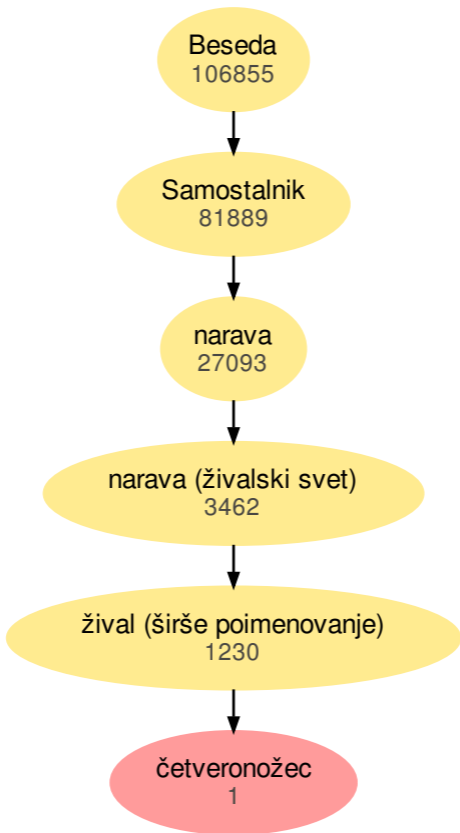 Beseda
106855
Samostalnik
81889
narava
27093
narava (živalski svet)
3462
žival (širše poimenovanje)
1230
četveronožec
1